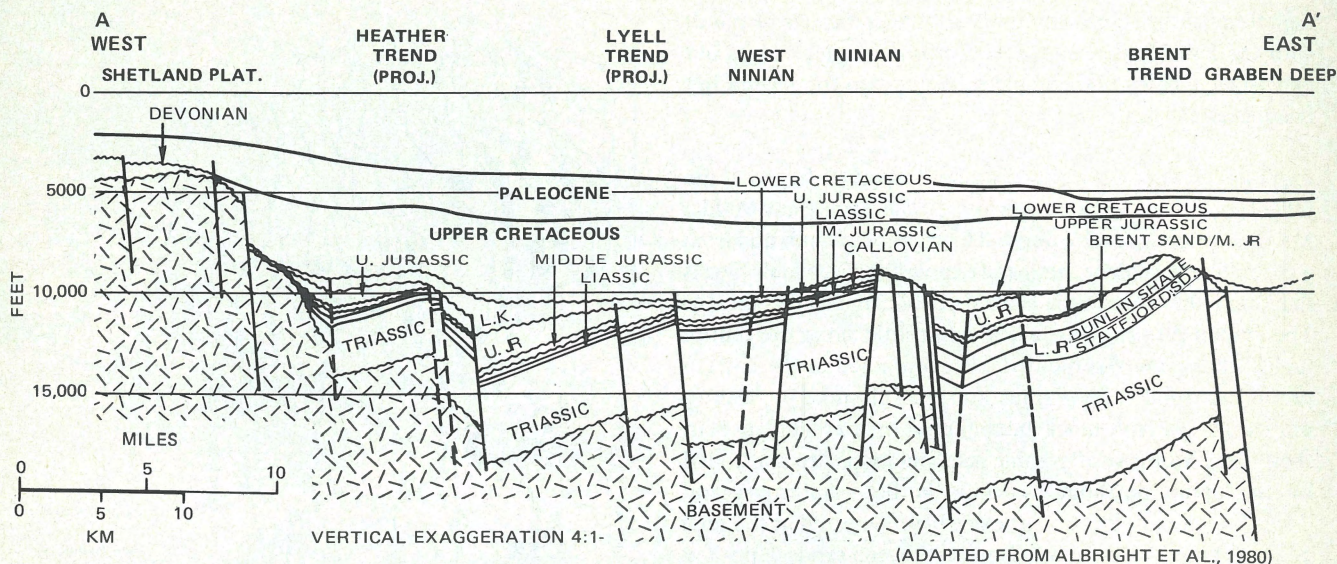 A
WEST
A'
EAST
SHETLAND PLAT.
HEATHER
TREND
(PROJ.)
LYELL
TREND
(PROJ.)
WEST
NINIAN
NINIAN
BRENT
TREND
GRABEN DEEP
0
DEVONIAN
5000
PALEOCENE
LOWER CRETACEOUS
U. JURASSIC
LIASSIC
M. JURASSIC
CALLOVIAN
LOWER CRETACEOUS
UPPER JURASSIC
BRENT SAND/M. JR
UPPER CRETACEOUS
U. JURASSIC
MIDDLE JURASSIC
LIASSIC
FEET
10,000
L.K.
U. JR
TRIASSIC
TRIASSIC
TRIASSIC
U. JR
L. JR
DUNLIN SHALE
STATFJORD SD.
TRIASSIC
15,000
MILES
0 5 10
0 5 10
KM
BASEMENT
VERTICAL EXAGGERATION 4:1-
(ADAPTED FROM ALBRIGHT ET AL., 1980)